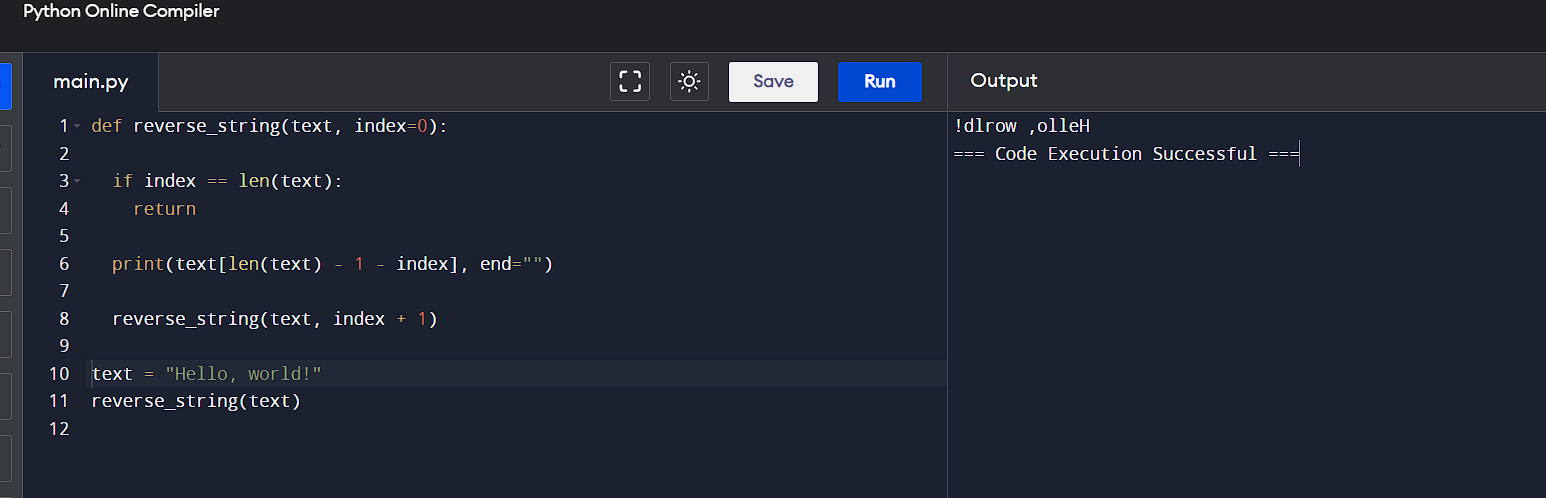 Python Online Compiler
main.py
Save
Run
Output
1 def reverse_string(text, index=0):
2
3 if index == len(text):
4 return
5
6 print(text[len(text) - 1 - index], end="")
7
8 reverse_string(text, index + 1)
9
10 text = "Hello, world!"
11 reverse_string(text)
12
!dlrow ,olleH
=== Code Execution Successful ===